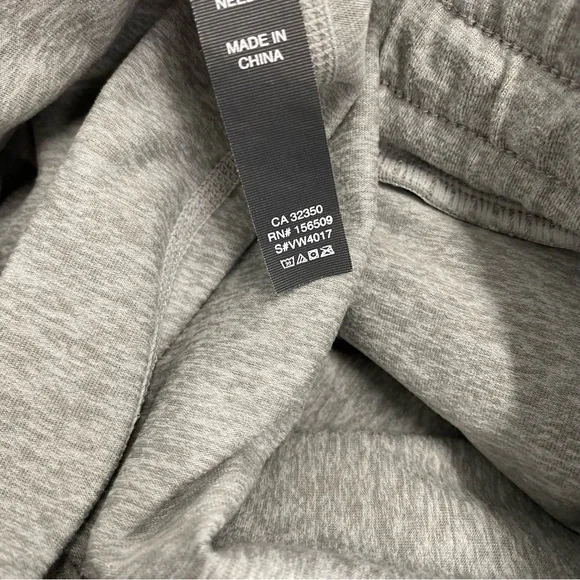 MADE IN
CHINA
CA 32350
RN# 156509
S#VW4017